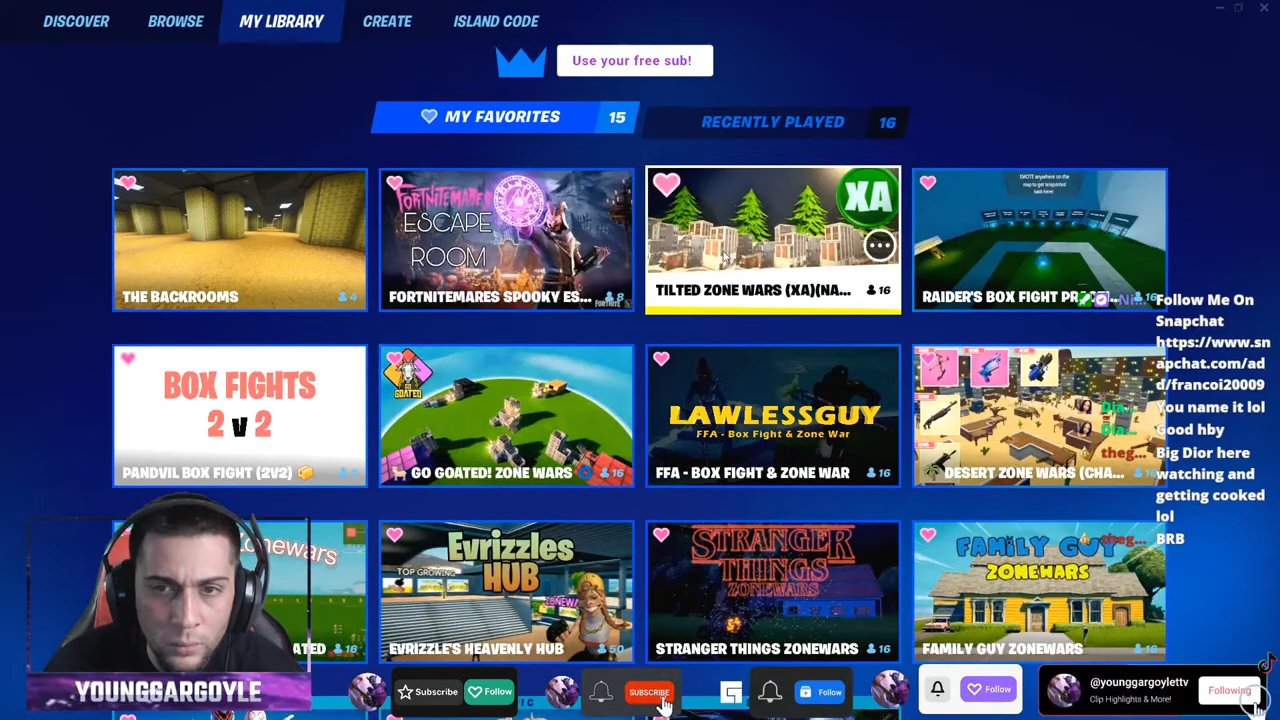 DISCOVER
BROWSE
MY LIBRARY
CREATE
ISLAND CODE
Use your free sub!
MY FAVORITES 15
RECENTLY PLAYED 16
THE BACKROOMS 4
FORTNITEMARES
ESCAPE
ROOM
FORTNITEMARES SPOOKY ES... 8
XA
TILTED ZONE WARS (XA)(NA... 16
RAIDER'S BOX FIGHT PR
Follow Me On
Snapchat
https://www.sn
apchat.com/ad
d/francoi20009
You name it lol
Good hby
theg... Big Dior here
watching and
getting cooked
lol
theg... BRB
BOX FIGHTS
2 v 2
PANDVIL BOX FIGHT (2V2)
GO GOATED
GO GOATED! ZONE WARS 16
LAWLESSGUY
FFA - Box Fight & Zone War
FFA - BOX FIGHT & ZONE WAR 16
DESERT ZONE WARS (CHA... 16
Zonewars
ATED 16
Evrizzles
HUB
TOP GROWING
EVRIZZLE'S HEAVENLY HUB 50
STRANGER
THINGS
ZONEWARS
STRANGER THINGS ZONEWARS 16
FAMILY GUY
ZONEWARS
FAMILY GUY ZONEWARS 16
YOUNGGARGOYLE
Subscribe
Follow
SUBSCRIBE
Follow
Follow
@younggargoylettv
Clip Highlights & More!
Following